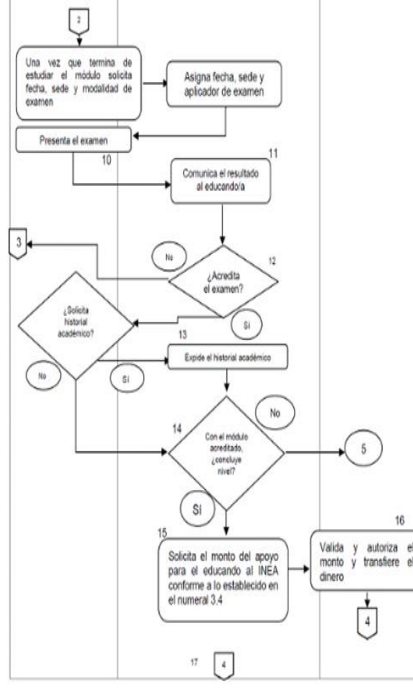 2
Una vez que termina de
estudiar el módulo solicita
fecha, sede y modalidad de
examen
Asigna fecha, sede y
aplicador de examen
Presenta el examen
10
11
Comunica el resultado
al educando/a
3
No
12
¿Acredita
el examen?
Sí
¿Solicita
historial
académico?
13
Expide el historial académico
No
Sí
No
14
Con el módulo
acreditado,
¿concluye
nivel?
5
Sí
15
Solicita el monto del apoyo
para el educando al INEA
conforme a lo establecido en
el numeral 3.4
16
Valida y autoriza el
monto y transfiere el
dinero
4
17
4